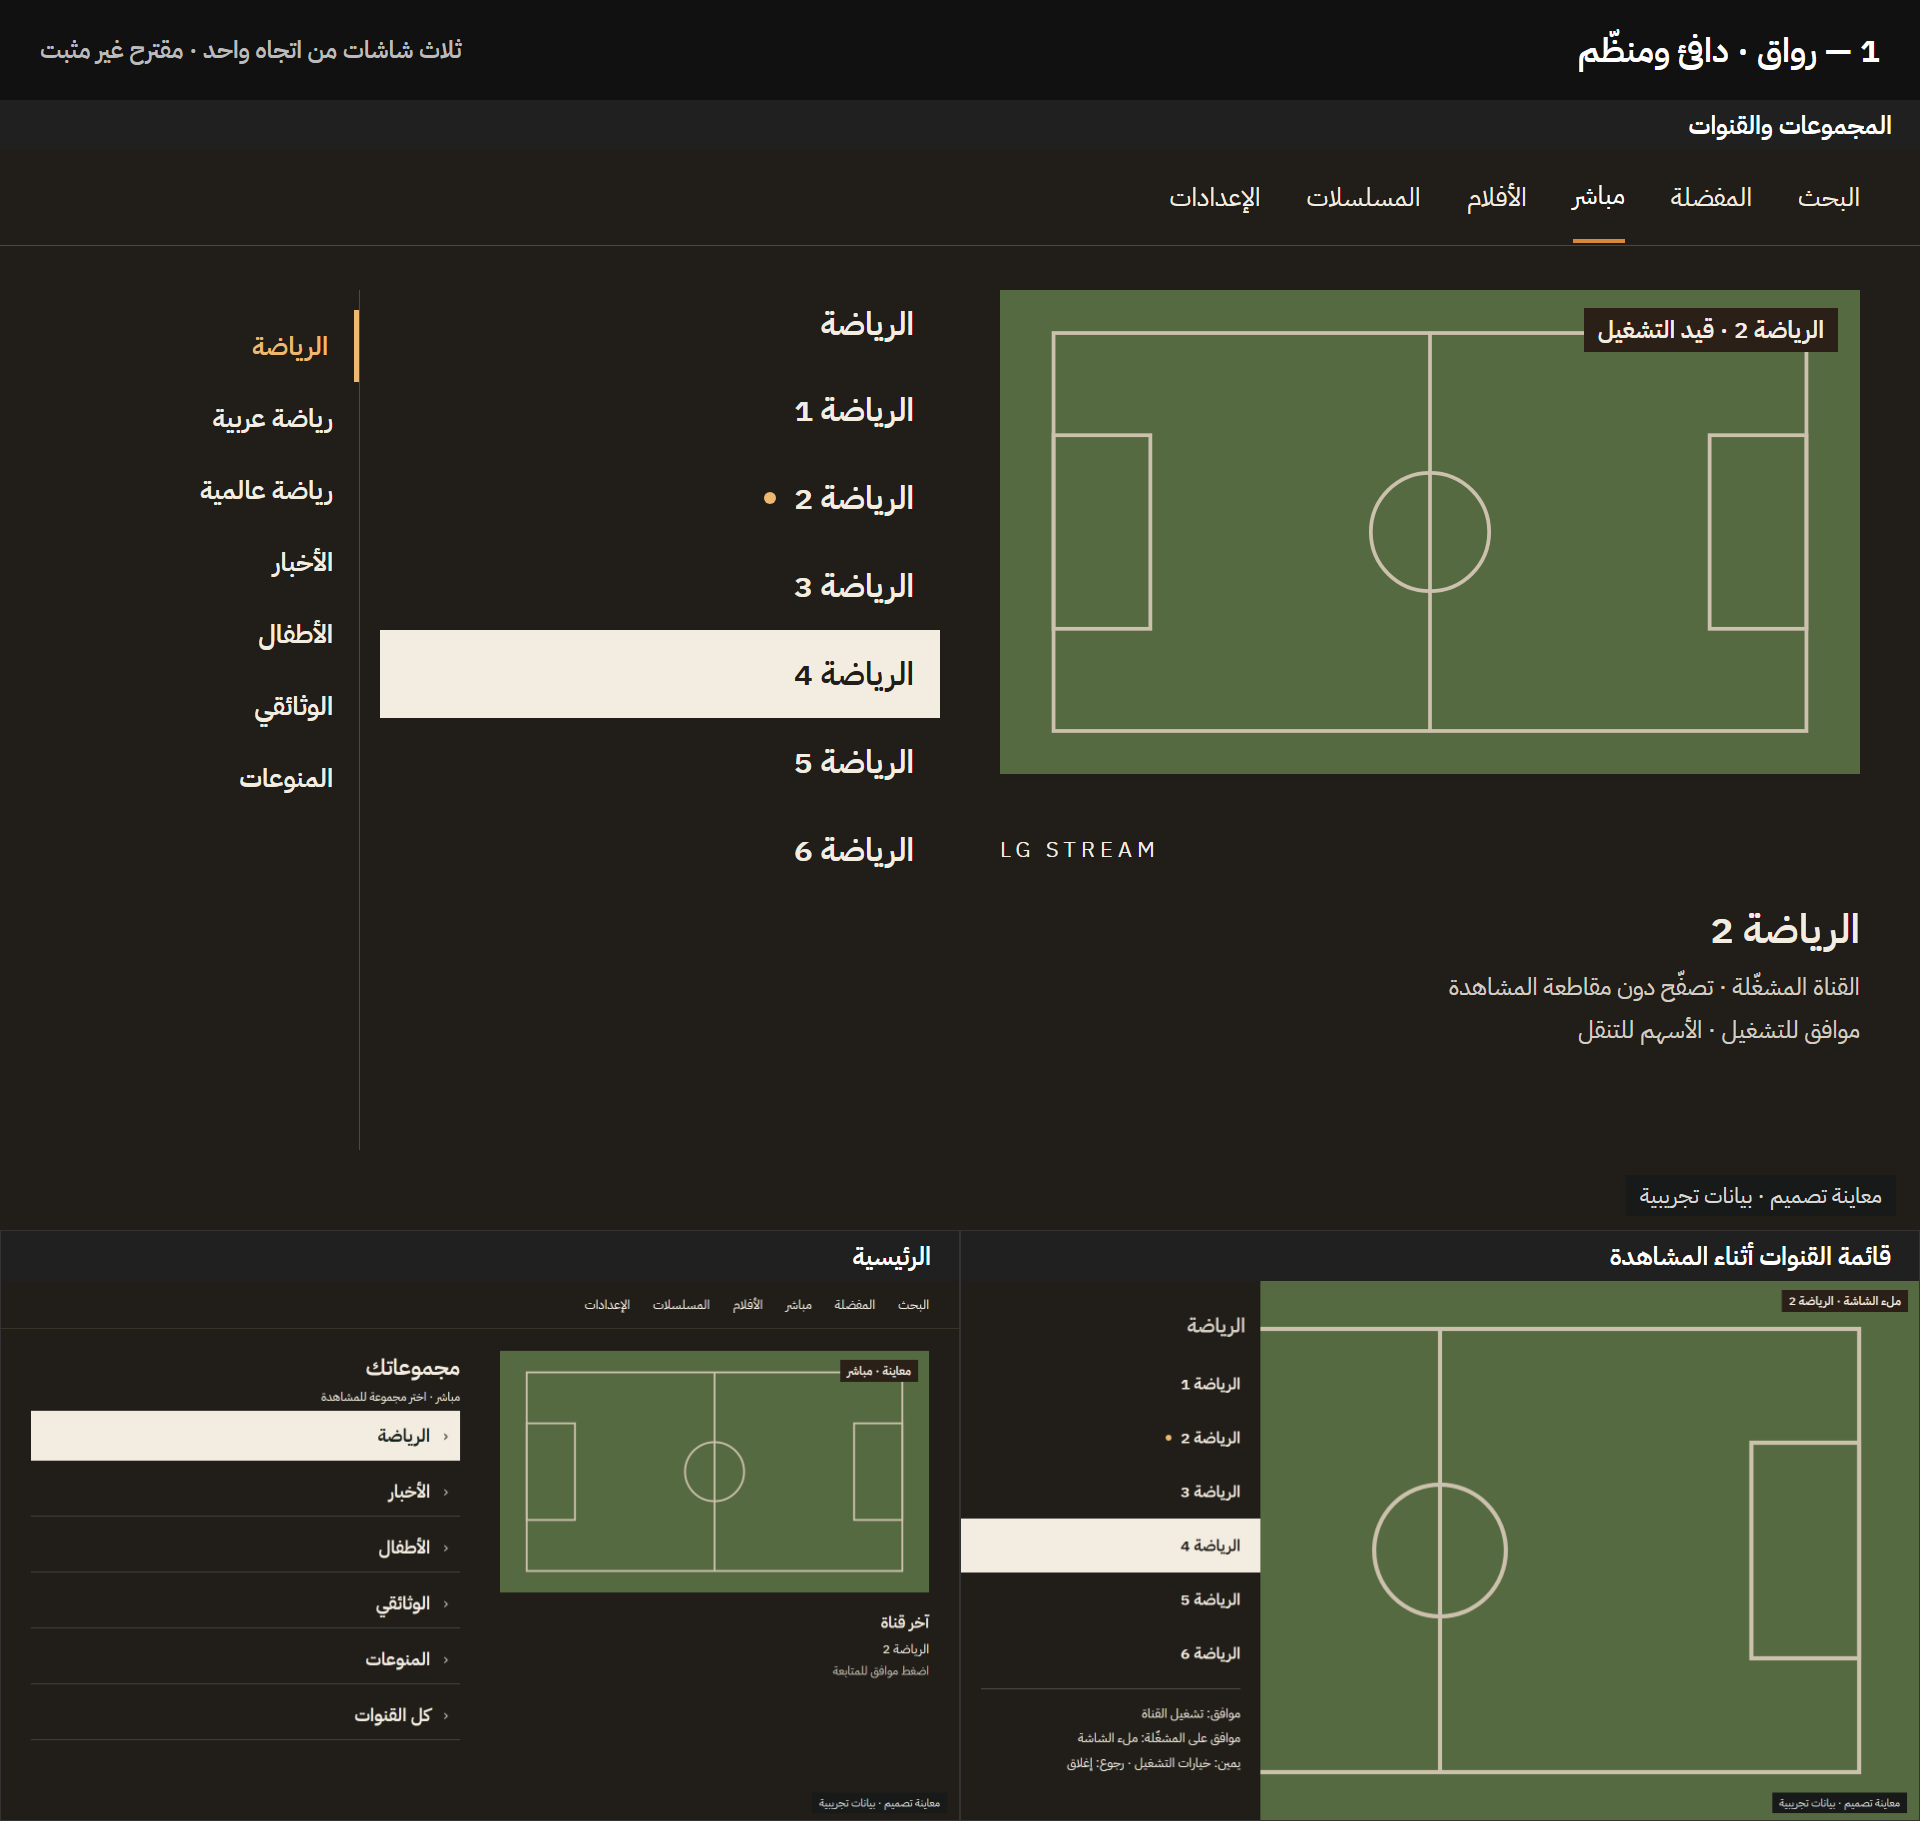 1 — رواق · دافئ ومنظّم
ثلاث شاشات من اتجاه واحد · مقترح غير مثبت
المجموعات والقنوات
البحث المفضلة مباشر الأفلام المسلسلات الإعدادات
الرياضة 2 · قيد التشغيل
LG STREAM
الرياضة 2
القناة المشغّلة · تصفّح دون مقاطعة المشاهدة
موافق للتشغيل · الأسهم للتنقل
الرياضة
الرياضة 1
الرياضة 2
الرياضة 3
الرياضة 4
الرياضة 5
الرياضة 6
الرياضة
رياضة عربية
رياضة عالمية
الأخبار
الأطفال
الوثائقي
المنوعات
معاينة تصميم · بيانات تجريبية
قائمة القنوات أثناء المشاهدة
ملء الشاشة · الرياضة 2
الرياضة
الرياضة 1
الرياضة 2
الرياضة 3
الرياضة 4
الرياضة 5
الرياضة 6
موافق: تشغيل القناة
موافق على المشغّلة: ملء الشاشة
يمين: خيارات التشغيل · رجوع: إغلاق
معاينة تصميم · بيانات تجريبية
الرئيسية
البحث المفضلة مباشر الأفلام المسلسلات الإعدادات
معاينة · مباشر
آخر قناة
الرياضة 2
اضغط موافق للمتابعة
مجموعاتك
مباشر · اختر مجموعة للمشاهدة
الرياضة
الأخبار
الأطفال
الوثائقي
المنوعات
كل القنوات
معاينة تصميم · بيانات تجريبية